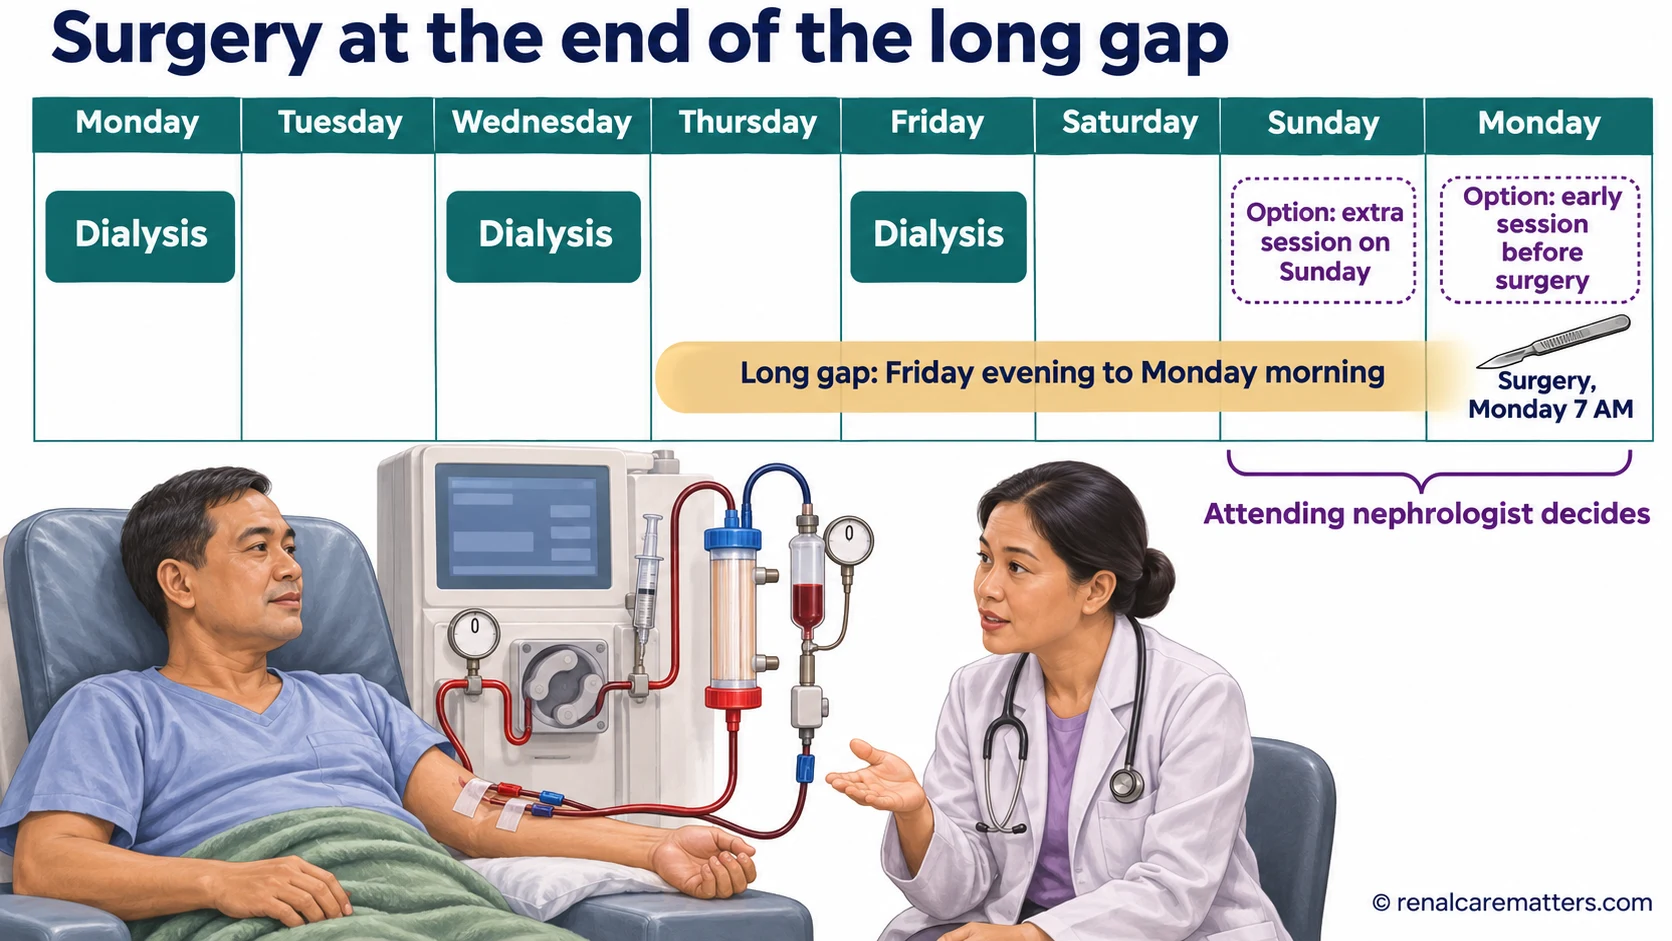 Surgery at the end of the long gap
Monday
Tuesday
Wednesday
Thursday
Friday
Saturday
Sunday
Monday
Dialysis
Dialysis
Dialysis
Option: extra
session on
Sunday
Option: early
session
before
surgery
Long gap: Friday evening to Monday morning
Surgery,
Monday 7 AM
Attending nephrologist decides
0
0
© renalcarematters.com